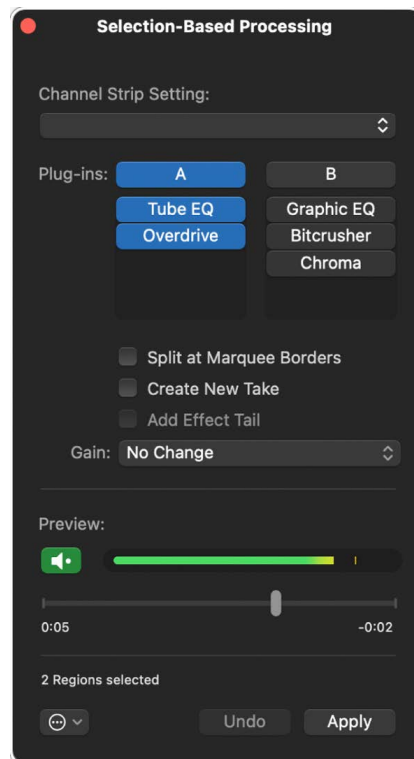 Selection-Based Processing
Channel Strip Setting:
Plug-ins: A B
Tube EQ Graphic EQ
Overdrive Bitcrusher
Chroma
Split at Marquee Borders
Create New Take
Add Effect Tail
Gain: No Change
Preview:
0:05 -0:02
2 Regions selected
Undo Apply